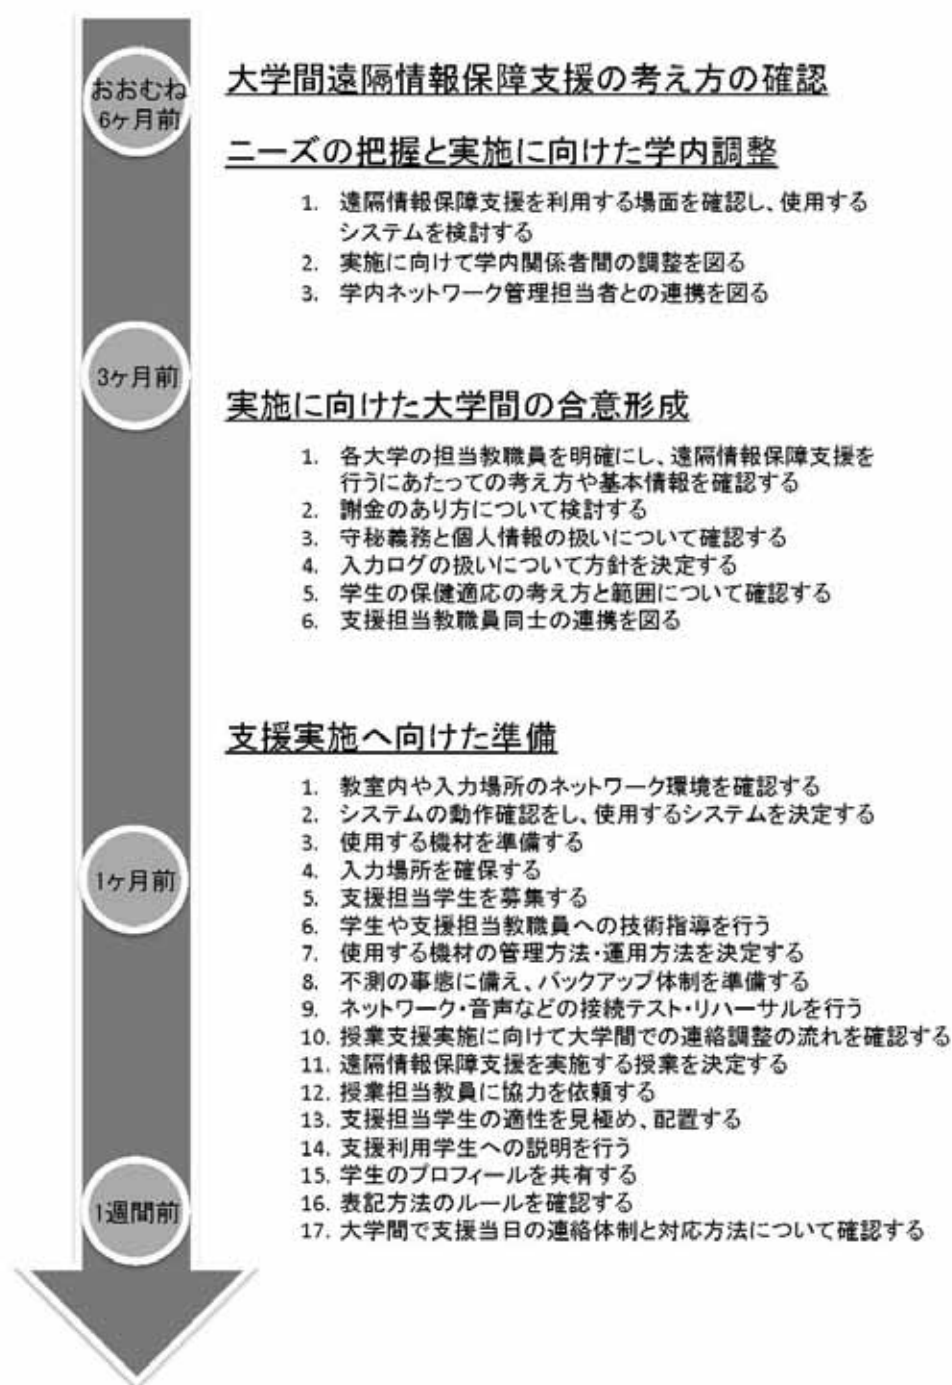 おおむね
6ヶ月前
大学間遠隔情報保障支援の考え方の確認
ニーズの把握と実施に向けた学内調整
1. 遠隔情報保障支援を利用する場面を確認し、使用する
システムを検討する
2. 実施に向けて学内関係者間の調整を図る
3. 学内ネットワーク管理担当者との連携を図る
3ヶ月前
実施に向けた大学間の合意形成
1. 各大学の担当教職員を明確にし、遠隔情報保障支援を
行うにあたっての考え方や基本情報を確認する
2. 謝金のあり方について検討する
3. 守秘義務と個人情報の扱いについて確認する
4. 入力ログの扱いについて方針を決定する
5. 学生の保健適応の考え方と範囲について確認する
6. 支援担当教職員同士の連携を図る
支援実施へ向けた準備
1. 教室内や入力場所のネットワーク環境を確認する
2. システムの動作確認をし、使用するシステムを決定する
3. 使用する機材を準備する
1ヶ月前
4. 入力場所を確保する
5. 支援担当学生を募集する
6. 学生や支援担当教職員への技術指導を行う
7. 使用する機材の管理方法・運用方法を決定する
8. 不測の事態に備え、バックアップ体制を準備する
9. ネットワーク・音声などの接続テスト・リハーサルを行う
10. 授業支援実施に向けて大学間での連絡調整の流れを確認する
11. 遠隔情報保障支援を実施する授業を決定する
12. 授業担当教員に協力を依頼する
13. 支援担当学生の適性を見極め、配置する
14. 支援利用学生への説明を行う
15. 学生のプロフィールを共有する
16. 表記方法のルールを確認する
1週間前
17. 大学間で支援当日の連絡体制と対応方法について確認する